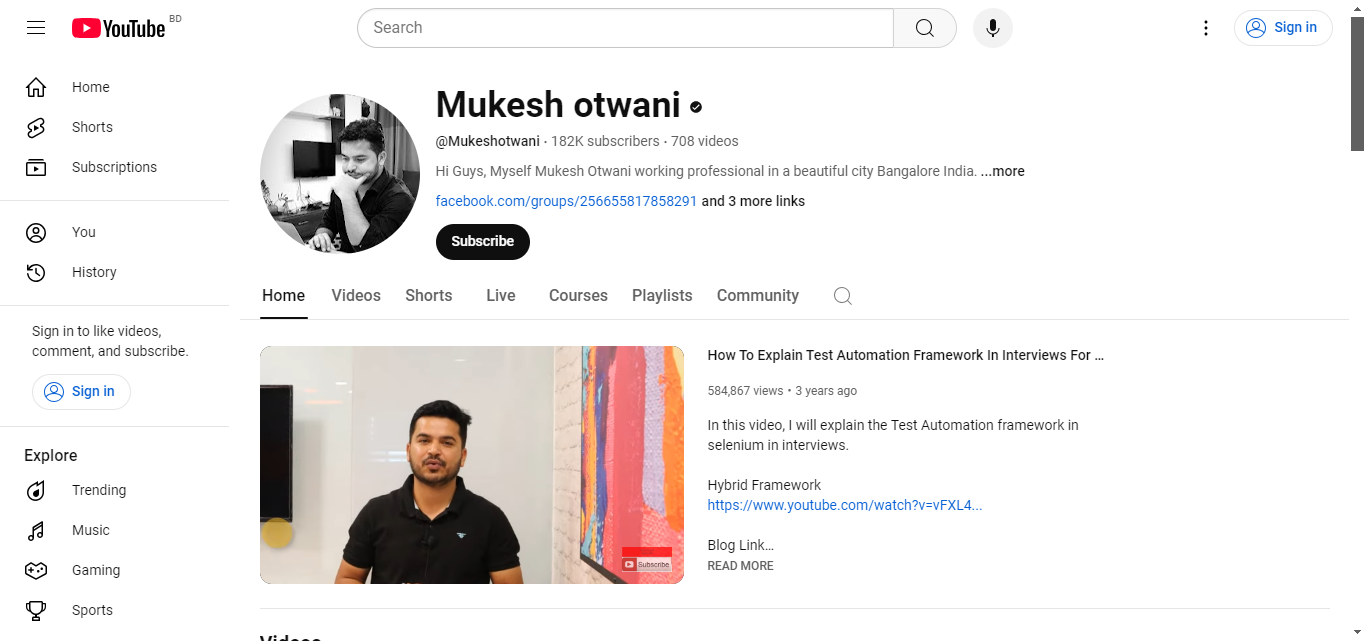 YouTube BD
Search
Sign in
Home
Shorts
Subscriptions
You
History
Sign in to like videos,
comment, and subscribe.
Sign in
Explore
Trending
Music
Gaming
Sports
Mukesh otwani
@Mukeshotwani · 182K subscribers · 708 videos
Hi Guys, Myself Mukesh Otwani working professional in a beautiful city Bangalore India. ...more
facebook.com/groups/256655817858291 and 3 more links
Subscribe
Home Videos Shorts Live Courses Playlists Community
Subscribe
How To Explain Test Automation Framework In Interviews For ...
584,867 views • 3 years ago
In this video, I will explain the Test Automation framework in
selenium in interviews.
Hybrid Framework
https://www.youtube.com/watch?v=vFXL4...
Blog Link...
READ MORE
Videos